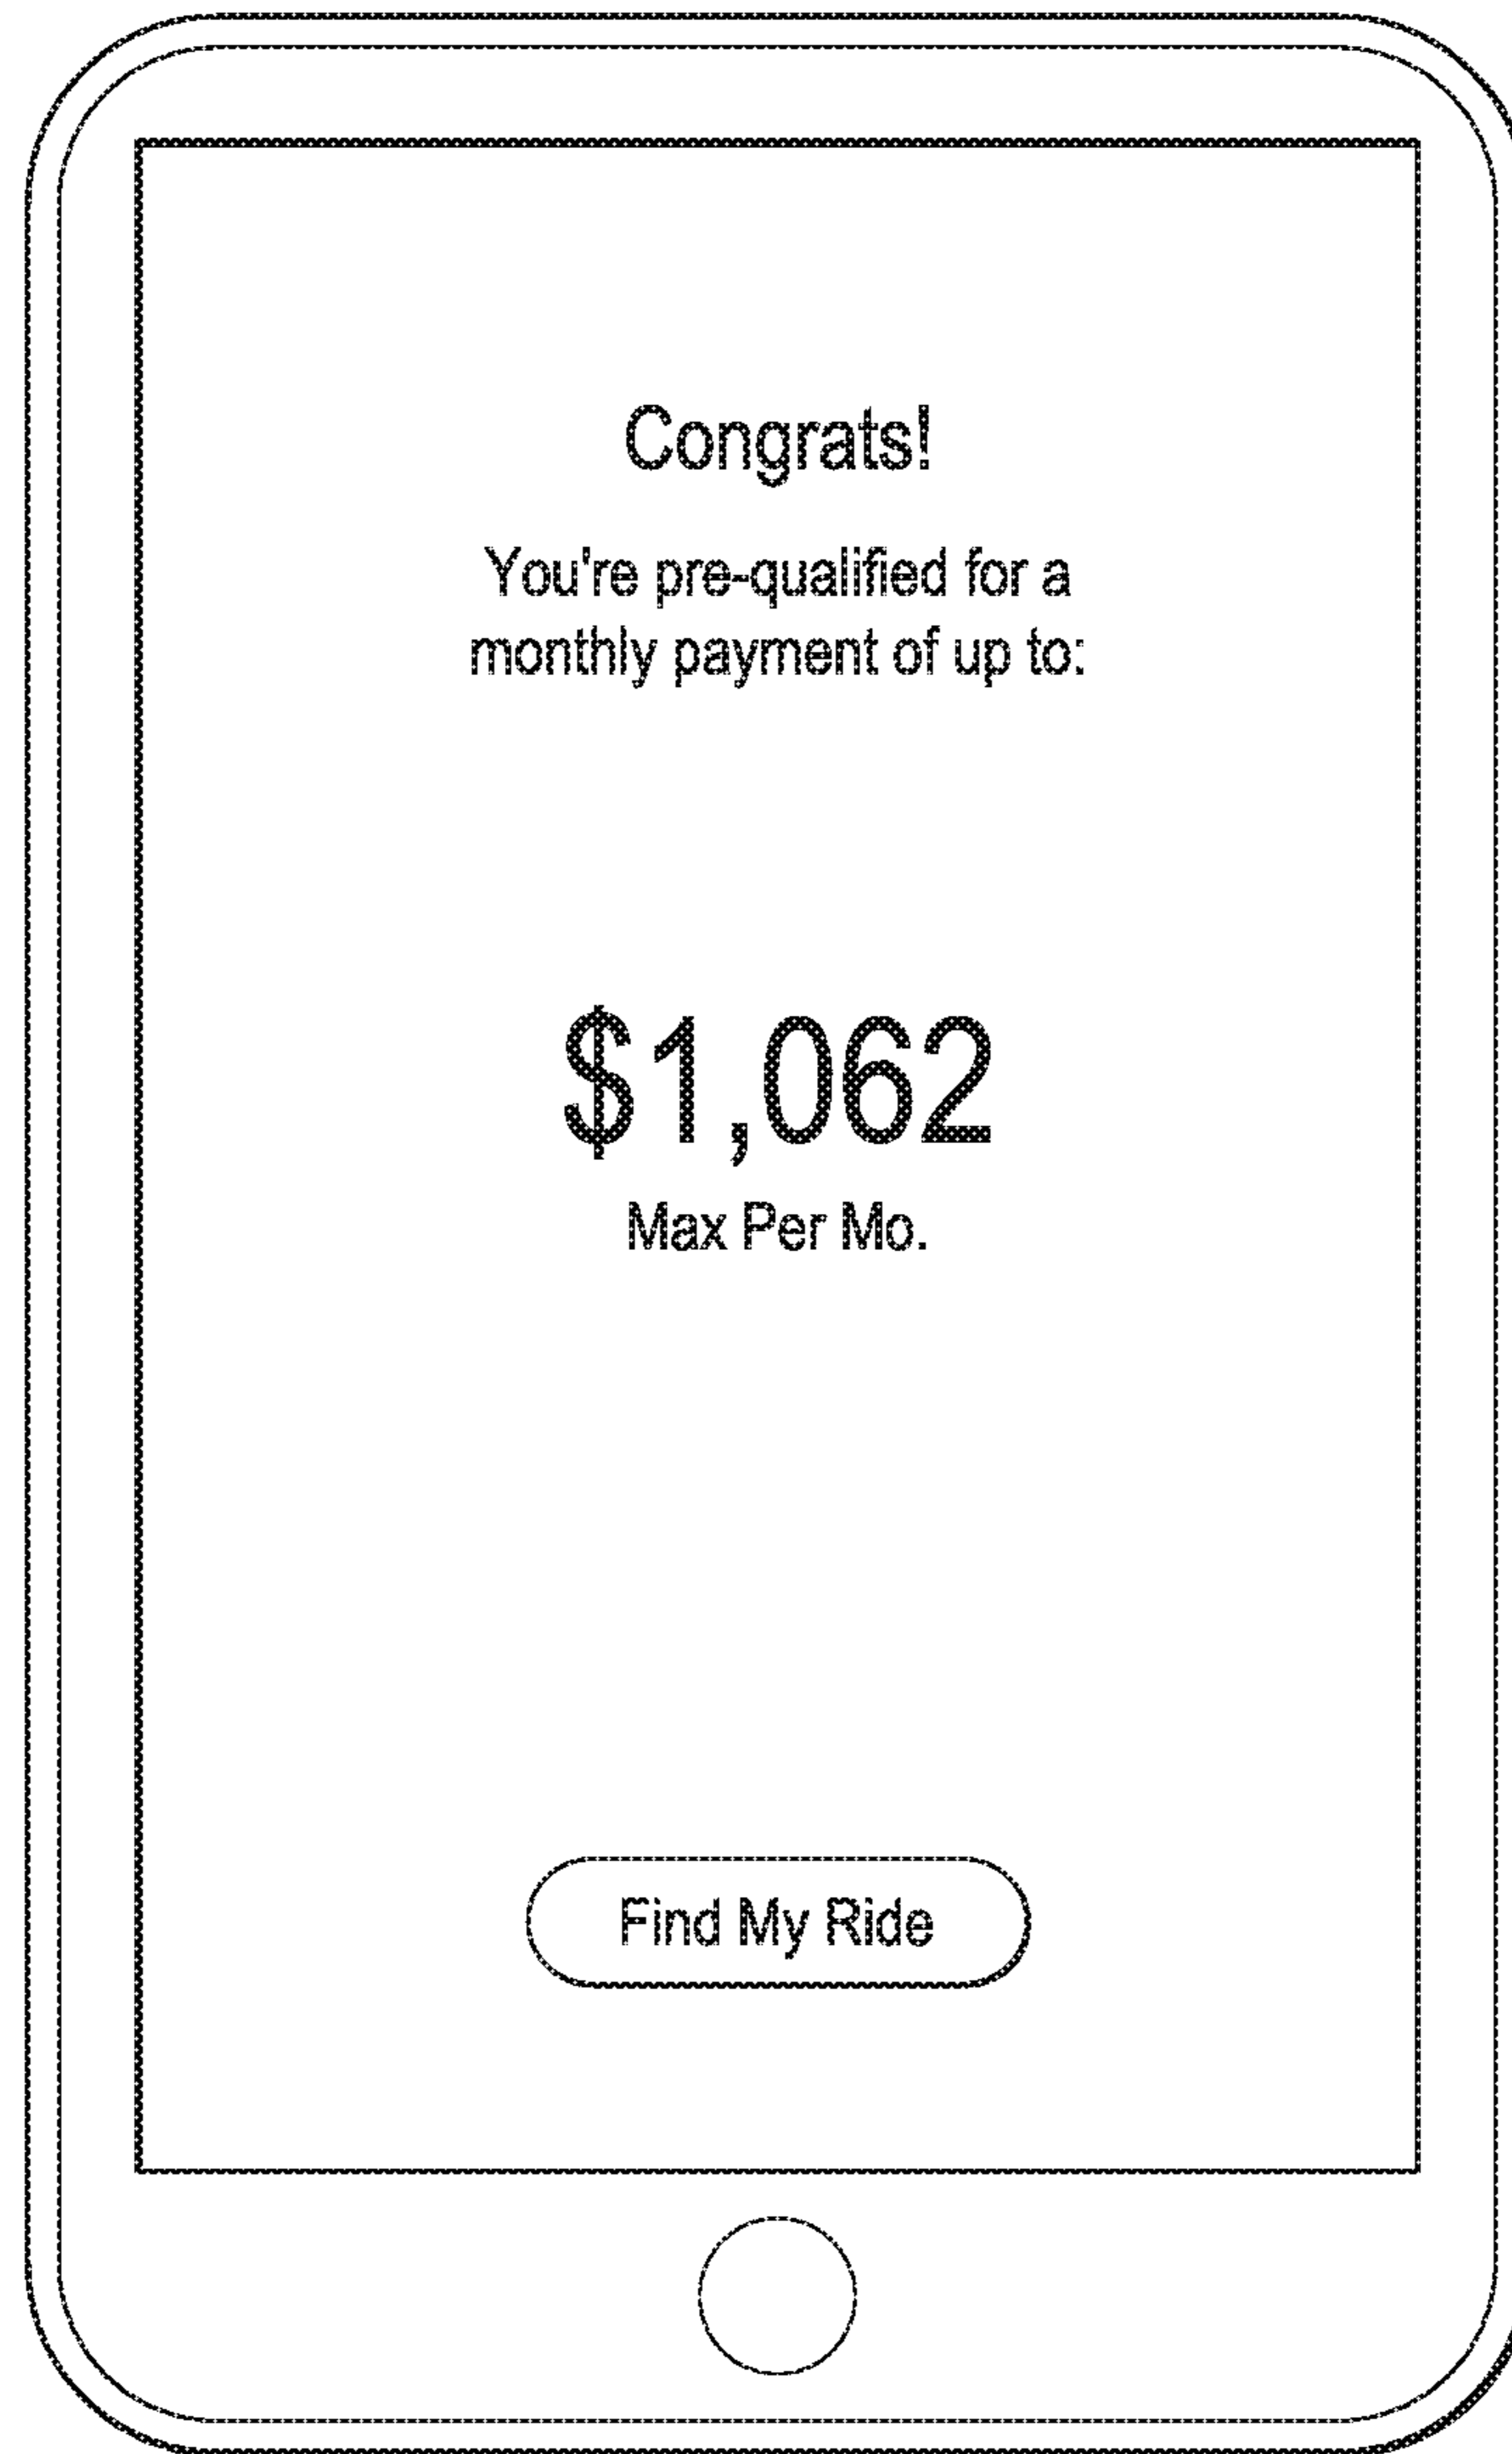 Congrats!
You're pre-qualified for a
monthly payment of up to:
$1,062
Max Per Mo.
Find My Ride